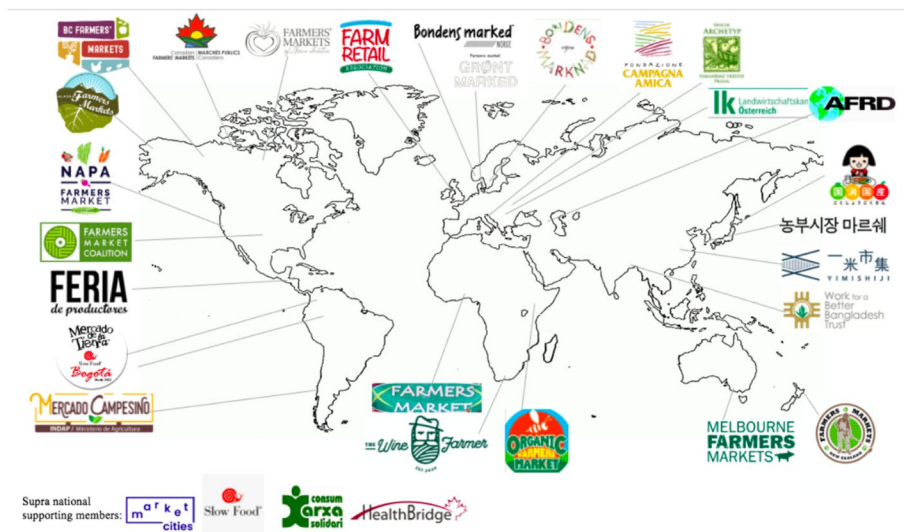 BC FARMERS'
MARKETS
Canadian
FARMERS' MARKETS
MARCHÉS PUBLICS
Canadiens
FARMERS'
MARKETS
FARM
RETAIL
ASSOCIATION
Bondens marked
NORGE
Farmers market
GRØNT
MARKED
BONDENS
egen
MARKNAD
FONDAZIONE
CAMPAGNA
AMICA
ARCHETYP
lk Landwirtschaftskam
Österreich
AFRD
Farmers
Markets
NAPA
FARMERS
MARKET
FARMERS
MARKET
COALITION
농부시장 마르쉐
一米市集
YIMISHIJI
Work for a
Better
Bangladesh
Trust
FERIA
de productores
Mercado
de la
Tierra
Slow Food
Bogotá
MERCADO CAMPESINO
INDAP / Ministerio de Agricultura
FARMERS
MARKET
THE Wine Farmer
ORGANIC
FARMERS
MARKET
MELBOURNE
FARMERS
MARKETS
FARMERS MARKETS
NEW ZEALAND
Supra national
supporting members:
market
cities
Slow Food
CONSUM
xarxa
solidari
HealthBridge